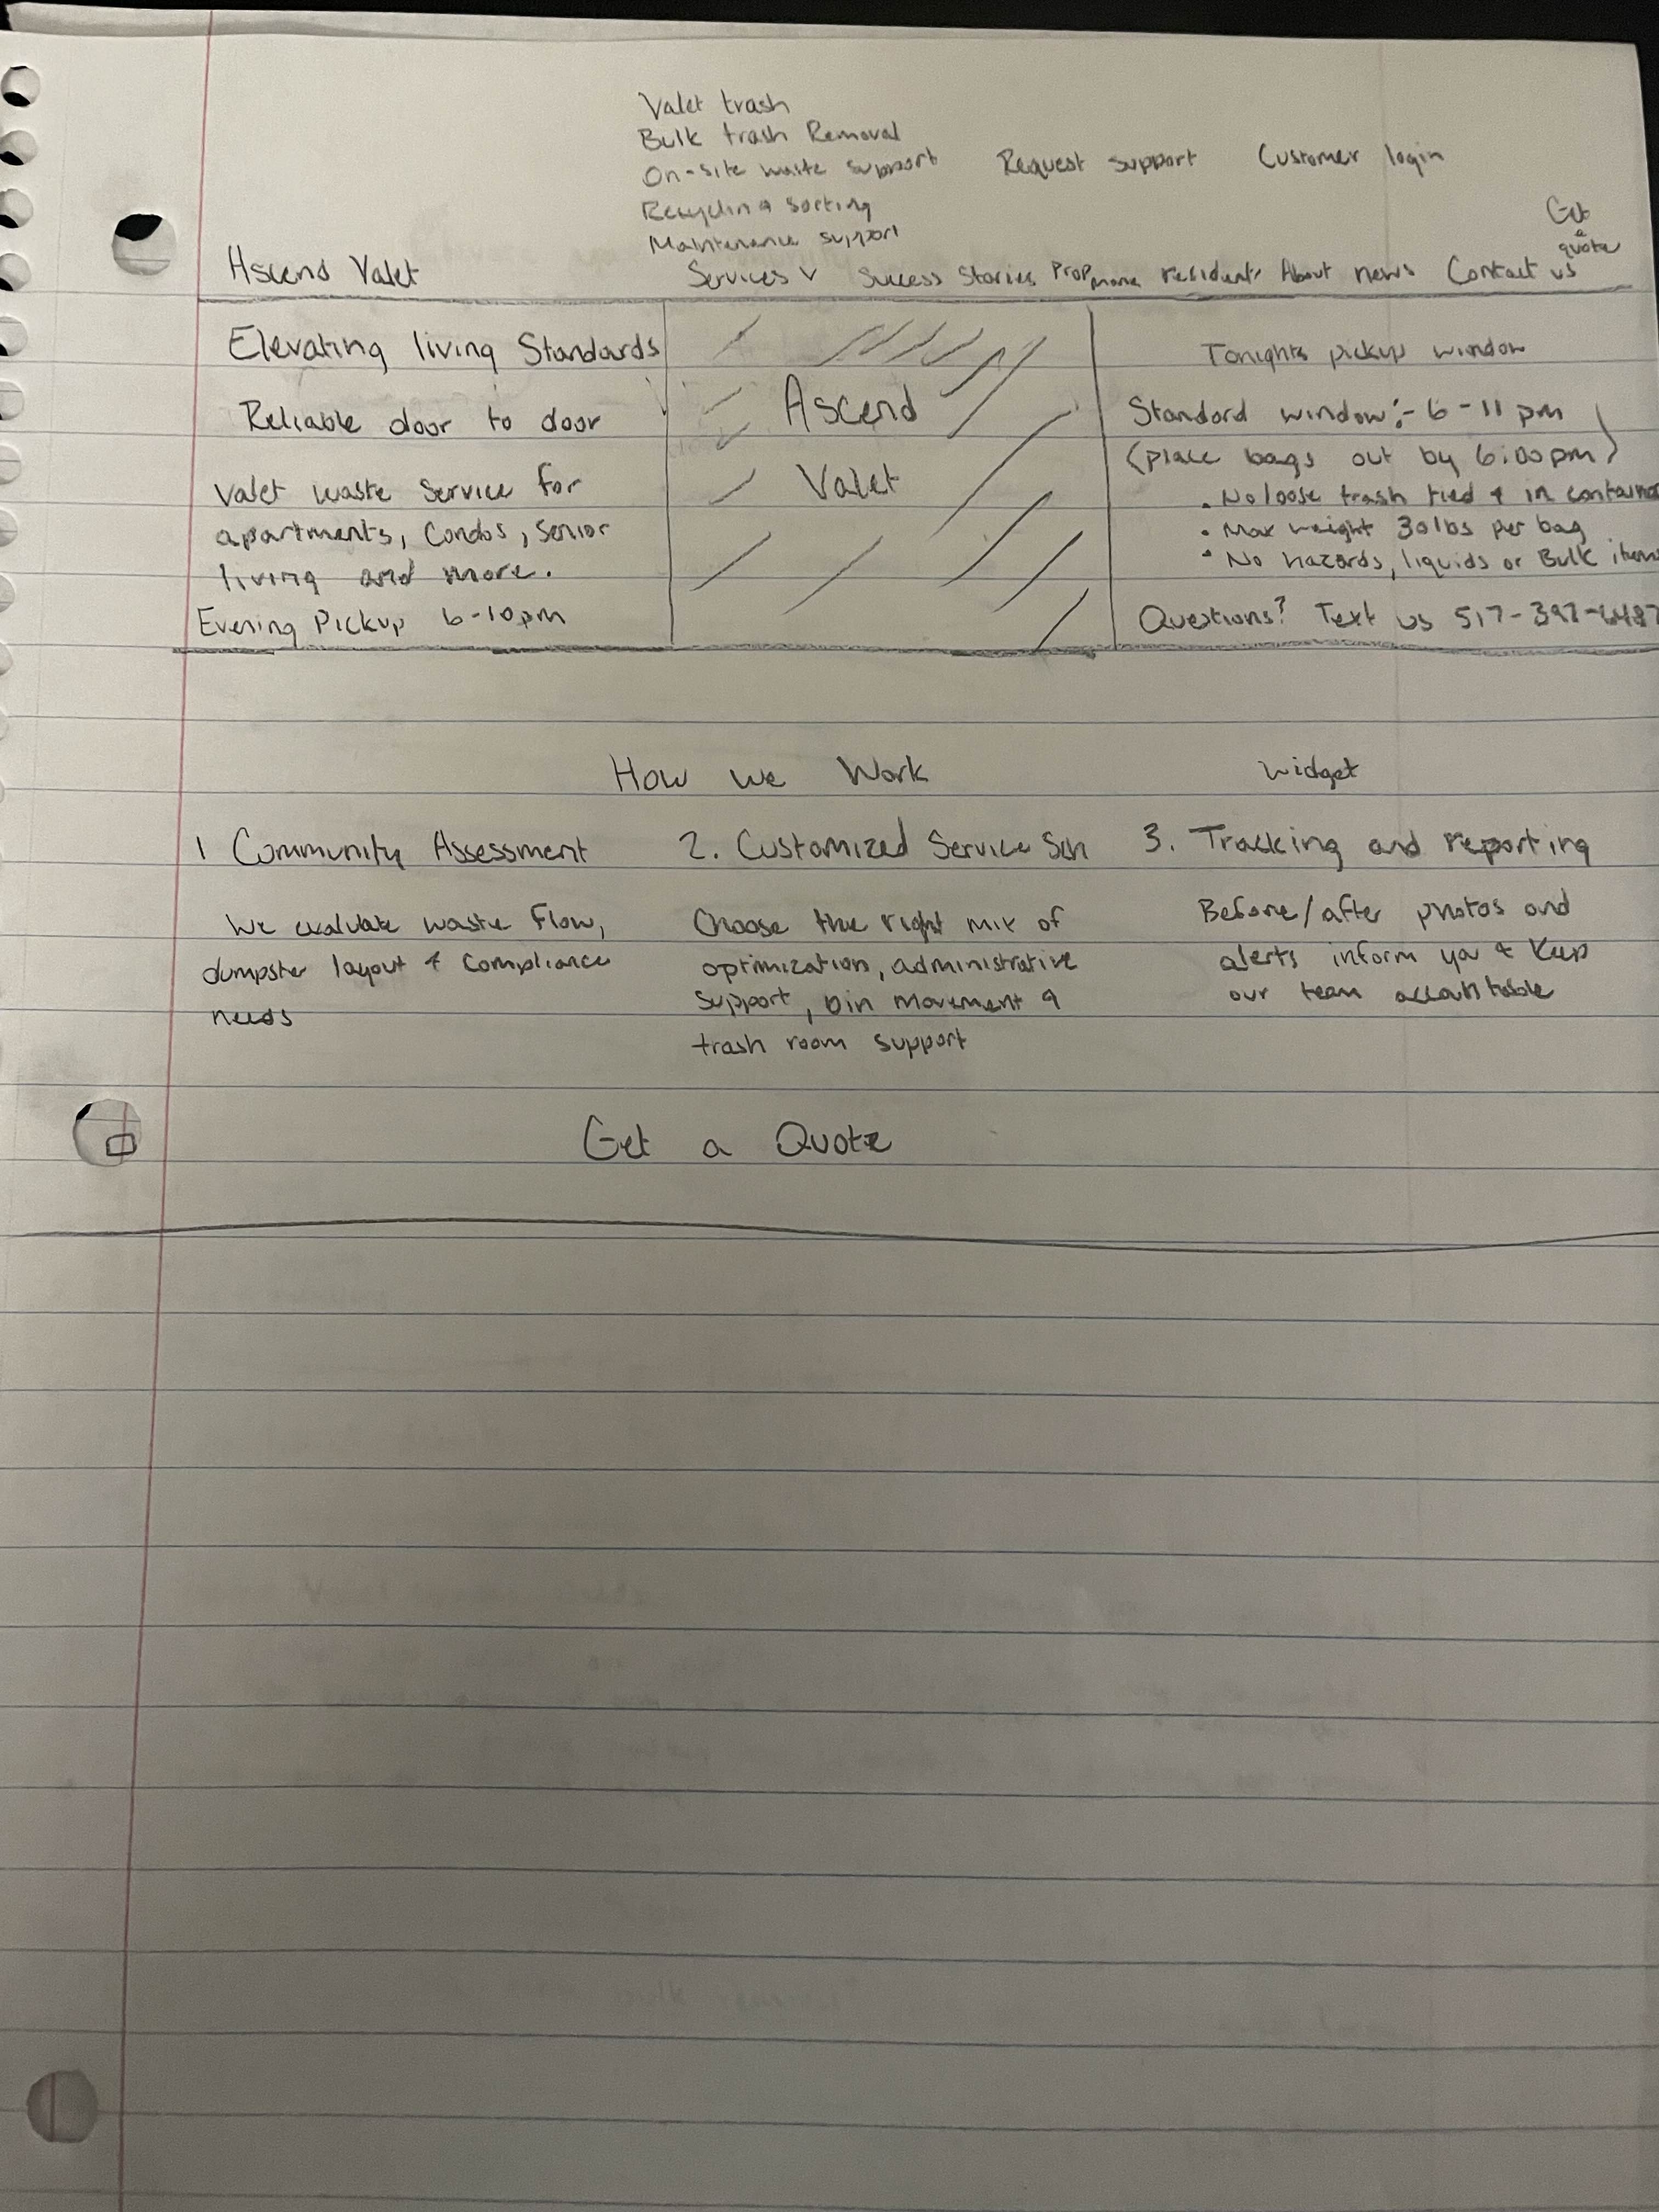 Valet trash
Bulk trash Removal
On-site waste support
Request support
Customer login
Recycling sorting
Maintenance support
Get
a
quote
Ascend Valet
Services v
Success Stories
Prop mana
residents
About
news
Contact us
Elevating living Standards
Reliable door to door
Valet waste Service for
apartments, Condos, Senior
living and more.
Evening Pickup 6-10pm
Ascend
Valet
Tonights pickup window
Standard window:- 6-11 pm
(place bags out by 6:00pm)
• No loose trash tied & in container
• Max weight 30lbs per bag
• No hazards, liquids or Bulk items
Questions? Text us 517-
How we Work
Widget
1 Community Assessment
We evaluate waste flow,
dumpster layout & compliance
needs
2. Customized Service Sch
Choose the right mix of
optimization, administrative
support, bin movement &
trash room support
3. Tracking and reporting
Before/after photos and
alerts inform you & Keep
our team accountable
Get a Quote